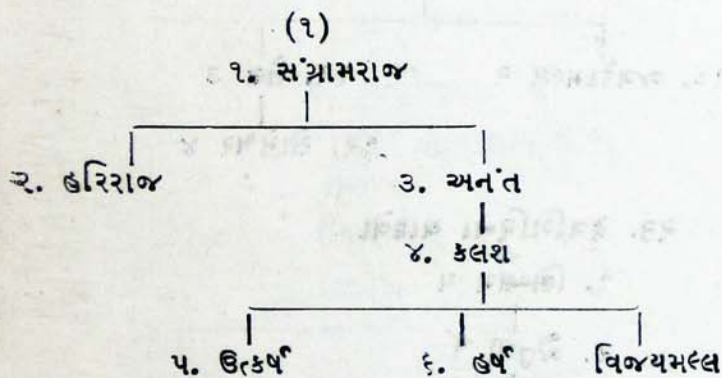 (૧)
૧. સંગ્રામરાજ
૨. હરિરાજ ૩. અનંત
૪. કલશ
૫. ઉત્કર્ષ ૬. હર્ષ વિજયમલ્લ